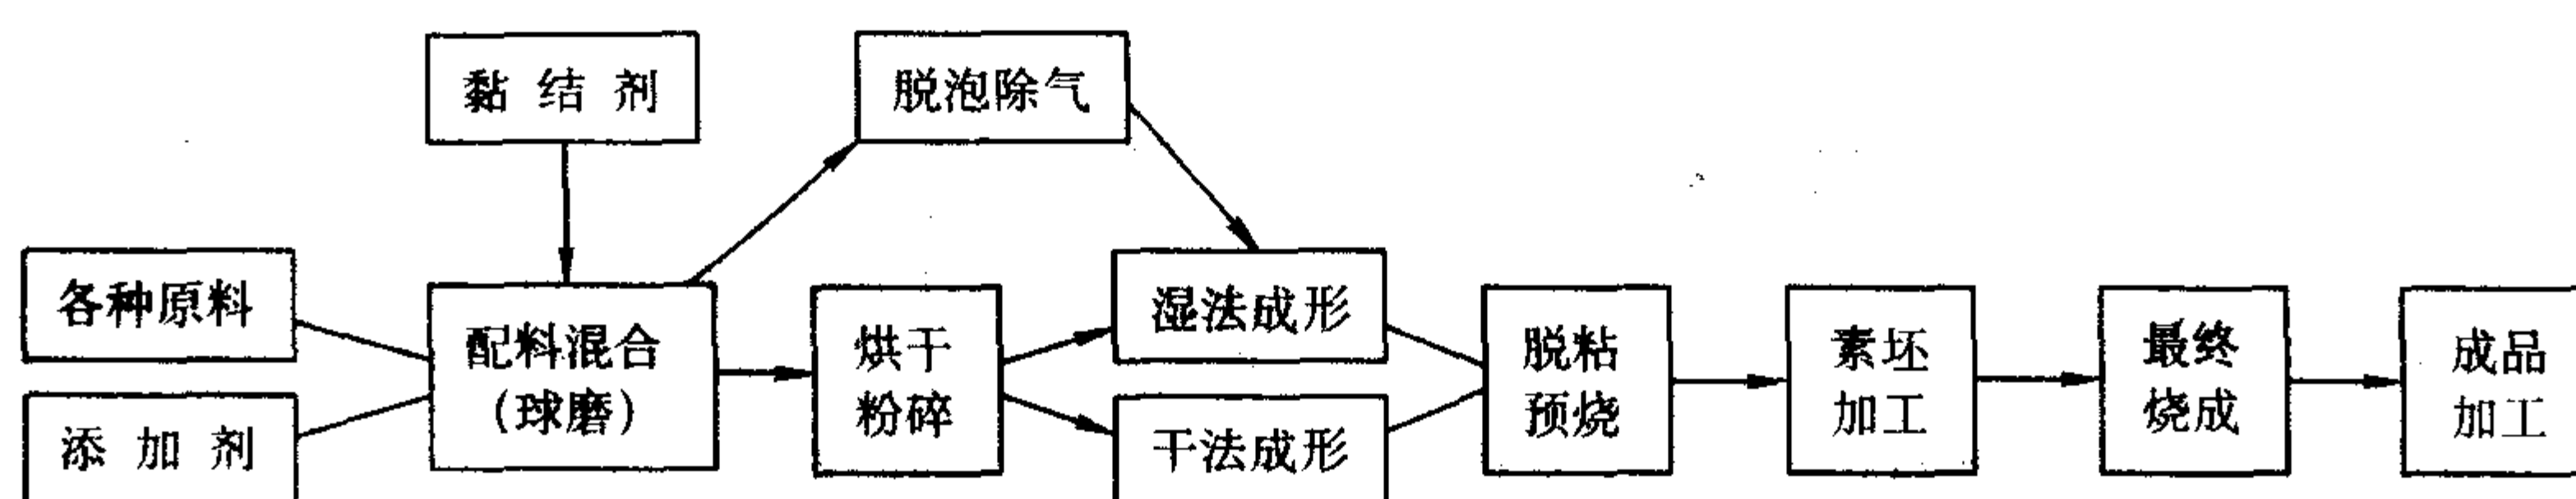 黏结剂
脱泡除气
各种原料
添加剂
配料混合
(球磨)
烘干
粉碎
湿法成形
干法成形
脱粘
预烧
素坯
加工
最终
烧成
成品
加工